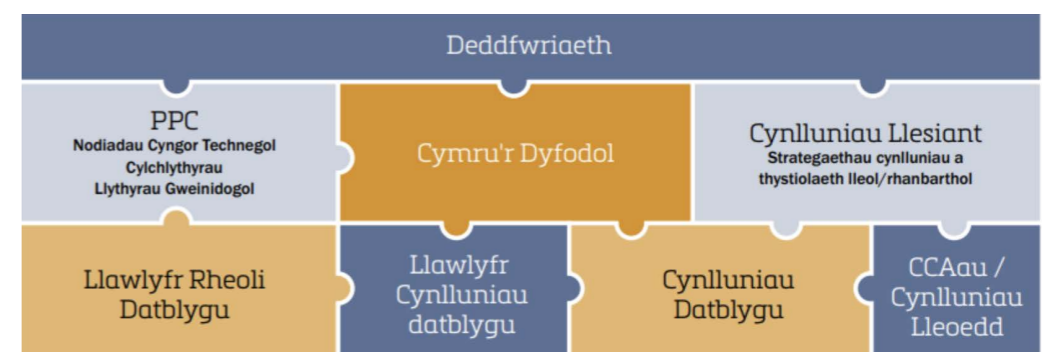 Deddfwriaeth
PPC
Nodiadau Cyngor Technegol
Cylchlythyrau
Llythyrau Gweinidogol
Cymru'r Dyfodol
Cynlluniau Llesiant
Strategaethau cynlluniau a
thystiolaeth lleol/rhanbarthol
Llawlyfr Rheoli
Datblygu
Llawlyfr
Cynlluniau
datblygu
Cynlluniau
Datblygu
CCAau /
Cynlluniau
Lleoedd